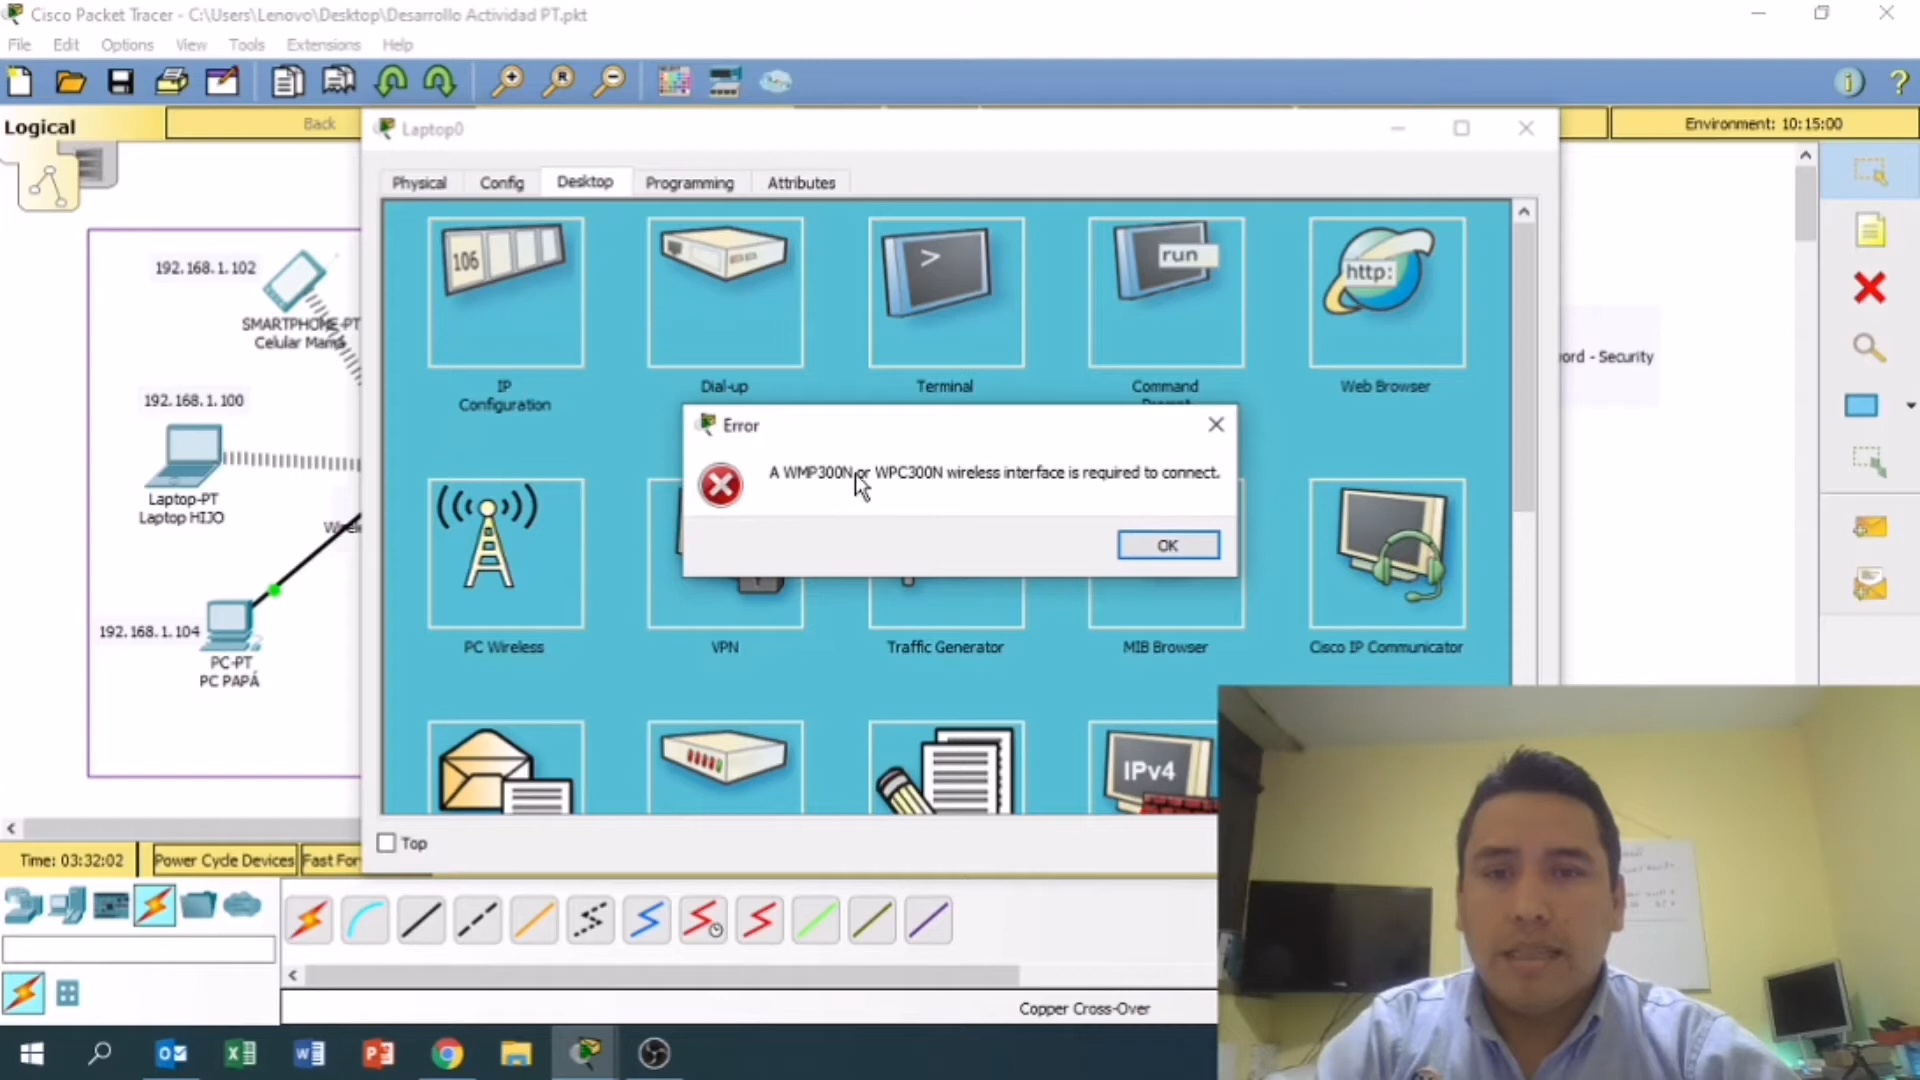 Cisco Packet Tracer - C:\Users\Lenovo\Desktop\Desarrollo Actividad PT.pkt
File Edit Options View Tools Extensions Help
Logical
Back
Environment: 10:15:00
Laptop0
Physical Config Desktop Programming Attributes
106
>
run
http:
IP Configuration
Dial-up
Terminal
Command
Web Browser
192.168.1.102
SMARTPHONE-PT
Celular Mamá
192.168.1.100
Laptop-PT
Laptop HIJO
192.168.1.104
PC-PT
PC PAPÁ
ord - Security
Error
A WMP300N or WPC300N wireless interface is required to connect.
OK
PC Wireless
VPN
Traffic Generator
MIB Browser
Cisco IP Communicator
IPv4
Top
Time: 03:32:02
Power Cycle Devices
Fast For
Copper Cross-Over